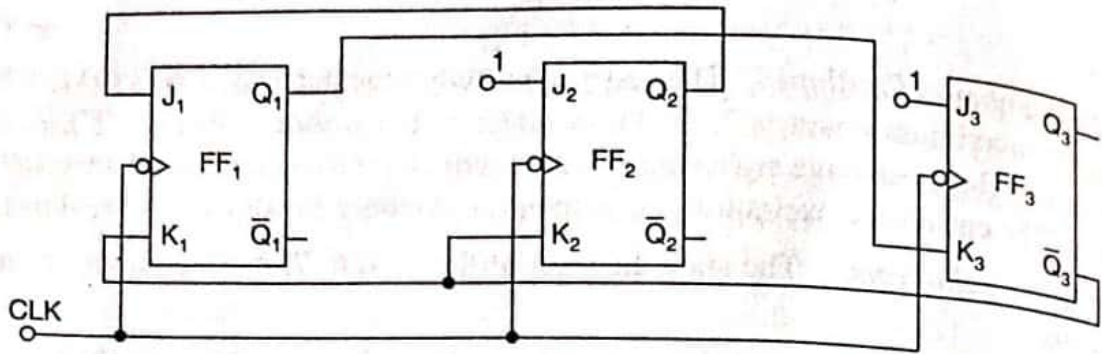 J₁ Q₁
FF₁
K₁ Q̅₁
1
J₂ Q₂
FF₂
K₂ Q̅₂
1
J₃ Q₃
FF₃
K₃ Q̅₃
CLK